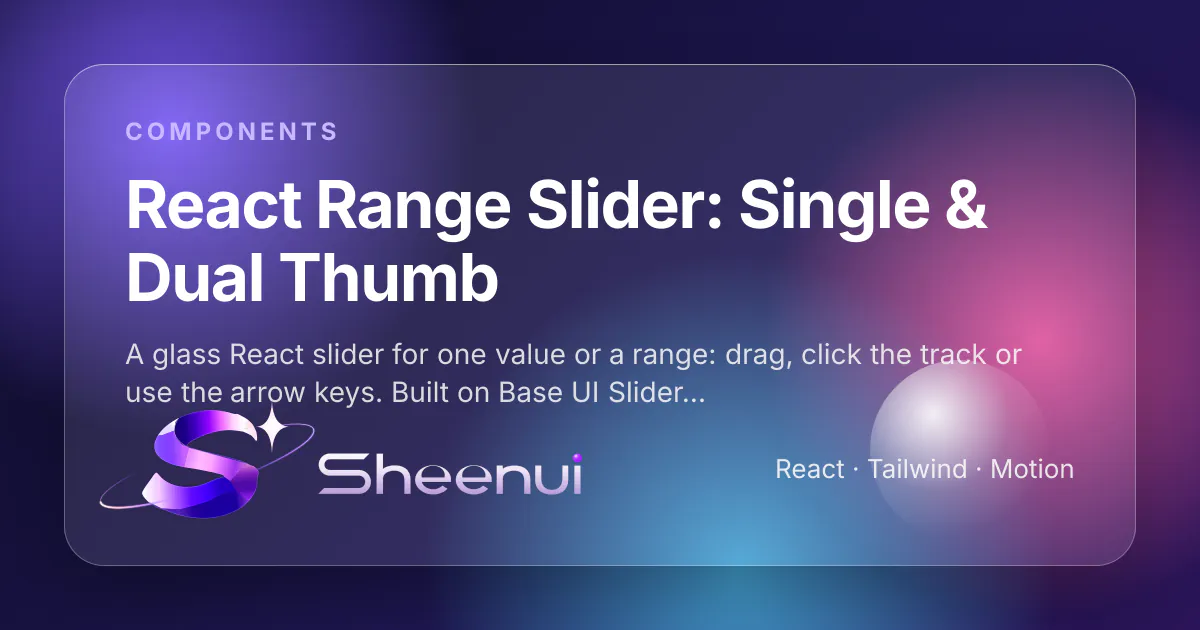 COMPONENTS
React Range Slider: Single &
Dual Thumb
A glass React slider for one value or a range: drag, click the track or
use the arrow keys. Built on Base UI Slider...
Sheenui
React · Tailwind · Motion